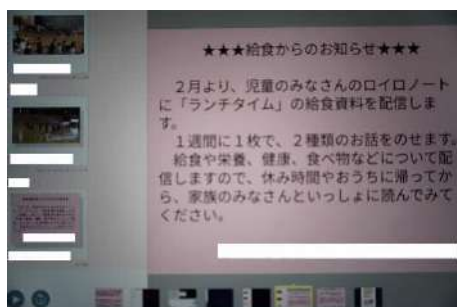 ★★★給食からのお知らせ★★★
２月より、児童のみなさんのロイロノート
に「ランチタイム」の給食資料を配信しま
す。
１週間に１枚で、２種類のお話をのせます。
給食や栄養、健康、食べ物などについて配
信しますので、休み時間やおうちに帰ってか
ら、家族のみなさんといっしょに読んでみて
ください。